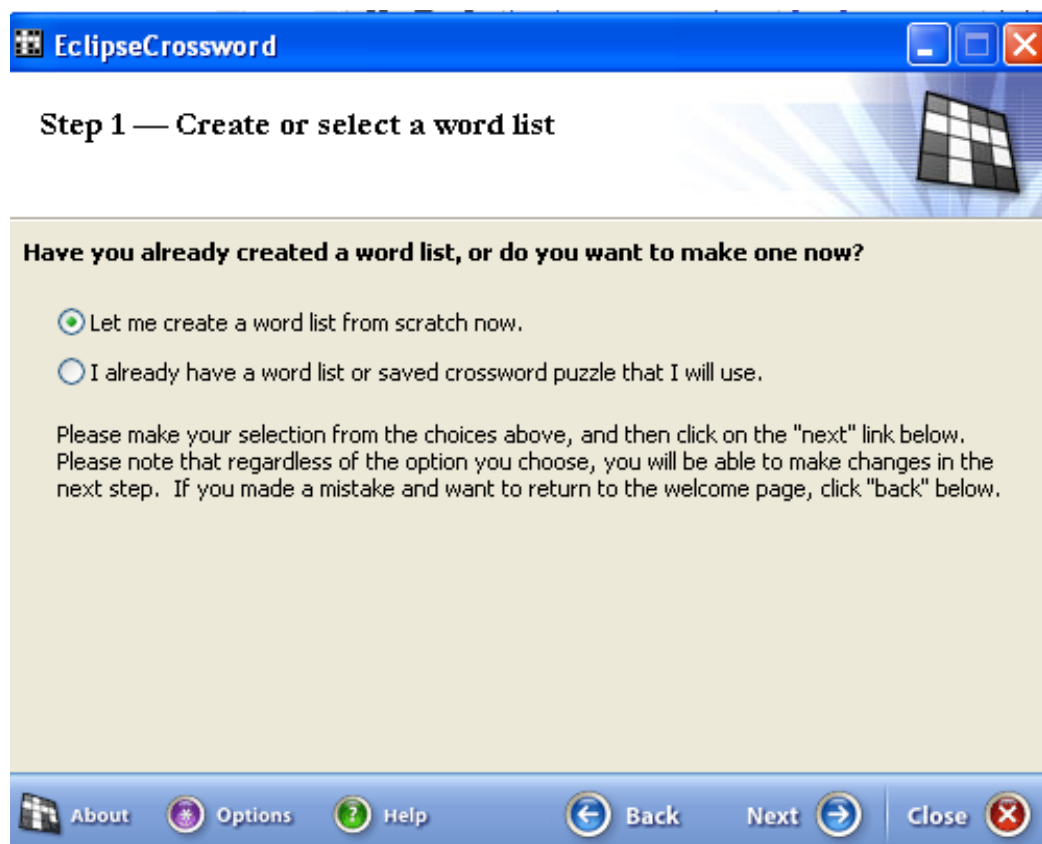 EclipseCrossword
Step 1 — Create or select a word list
Have you already created a word list, or do you want to make one now?
Let me create a word list from scratch now.
I already have a word list or saved crossword puzzle that I will use.
Please make your selection from the choices above, and then click on the "next" link below.
Please note that regardless of the option you choose, you will be able to make changes in the
next step. If you made a mistake and want to return to the welcome page, click "back" below.
About Options Help Back Next Close